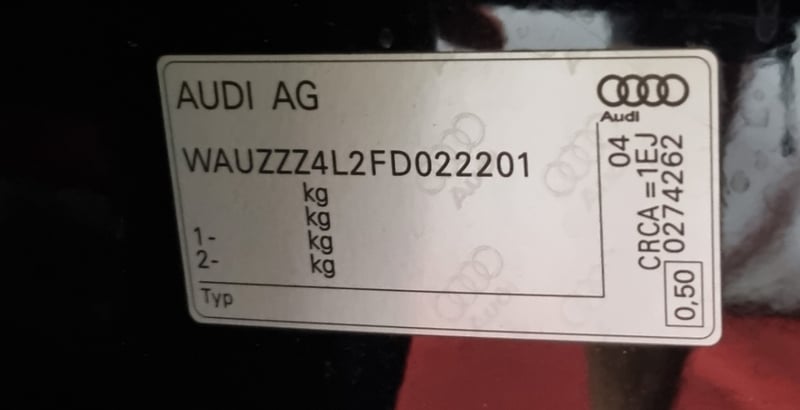 AUDI AG
Audi
WAUZZZ4L2FD022201
kg
kg
1- kg
2- kg
Typ
04
CRCA=1EJ
0274262
0,50